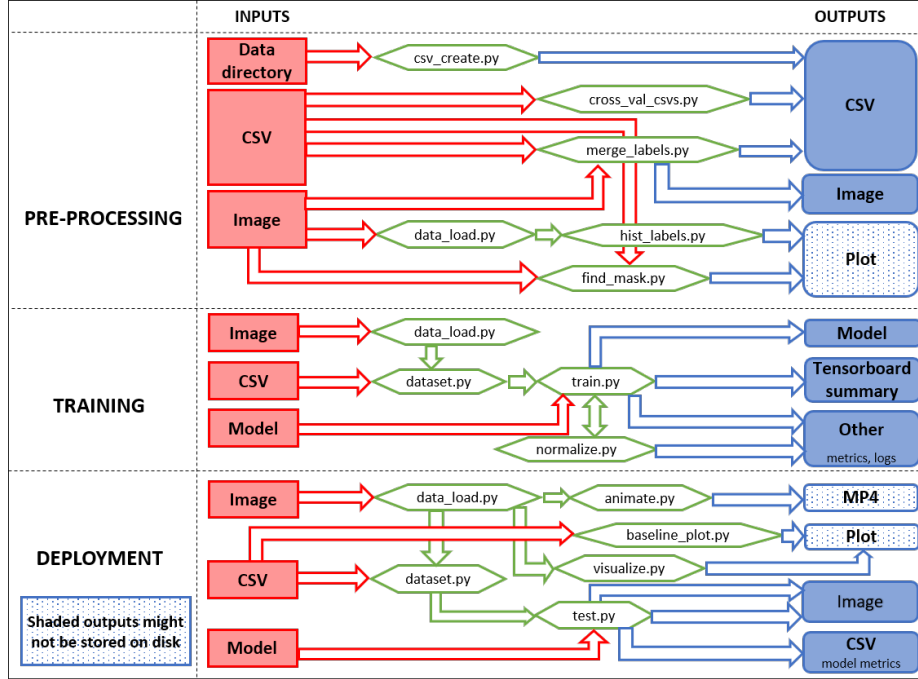 INPUTS
OUTPUTS
PRE-PROCESSING
Data
directory
csv_create.py
CSV
CSV
cross_val_csvs.py
merge_labels.py
Image
Image
data_load.py
hist_labels.py
Plot
find_mask.py
TRAINING
Image
data_load.py
Model
CSV
dataset.py
train.py
Tensorboard
summary
Model
normalize.py
Other
metrics, logs
DEPLOYMENT
Image
data_load.py
animate.py
MP4
baseline_plot.py
Plot
CSV
dataset.py
visualize.py
test.py
Image
Model
CSV
model metrics
Shaded outputs might
not be stored on disk